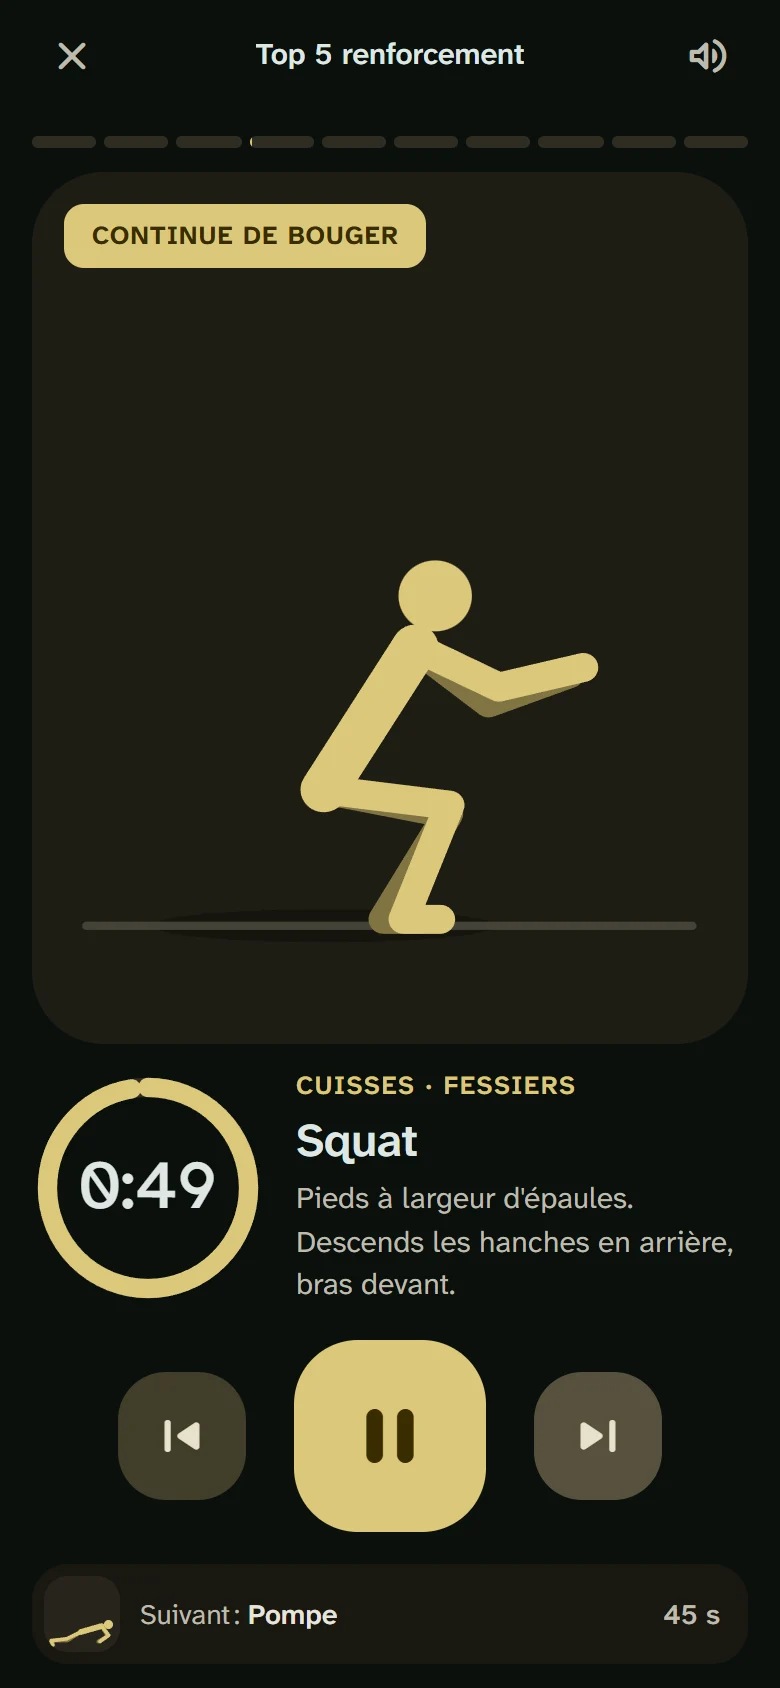 Top 5 renforcement
CONTINUE DE BOUGER
CUISSES · FESSIERS
0:49
Squat
Pieds à largeur d'épaules.
Descends les hanches en arrière,
bras devant.
Suivant : Pompe
45 s